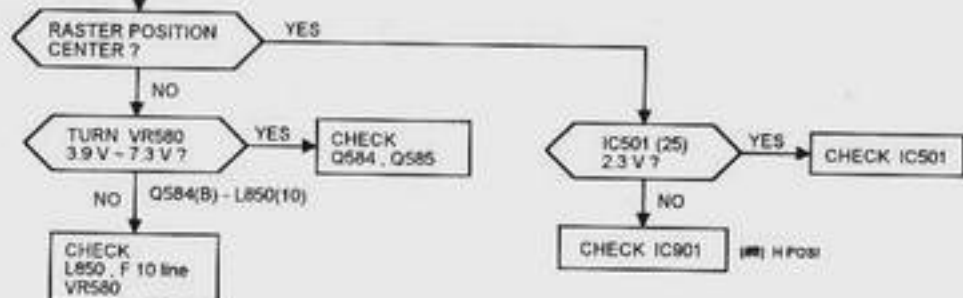 RASTER POSITION
CENTER ?
YES
NO
TURN VR580
3.9 V ~ 7.3 V ?
YES
CHECK
Q584 , Q585
NO
Q584(B) - L850(10)
CHECK
L850 , F 10 line
VR580
IC501 (25)
2.3 V ?
YES
CHECK IC501
NO
CHECK IC901
H POSI